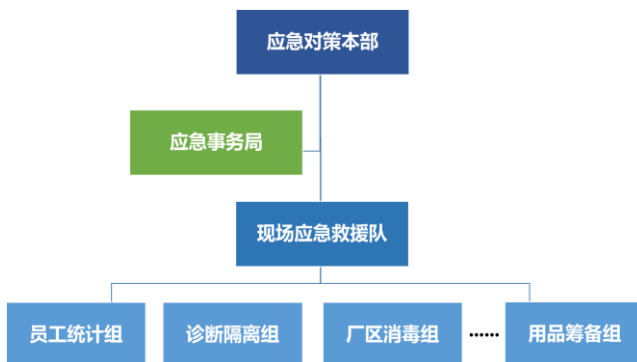 应急对策本部
应急事务局
现场应急救援队
员工统计组
诊断隔离组
厂区消毒组
······
用品筹备组